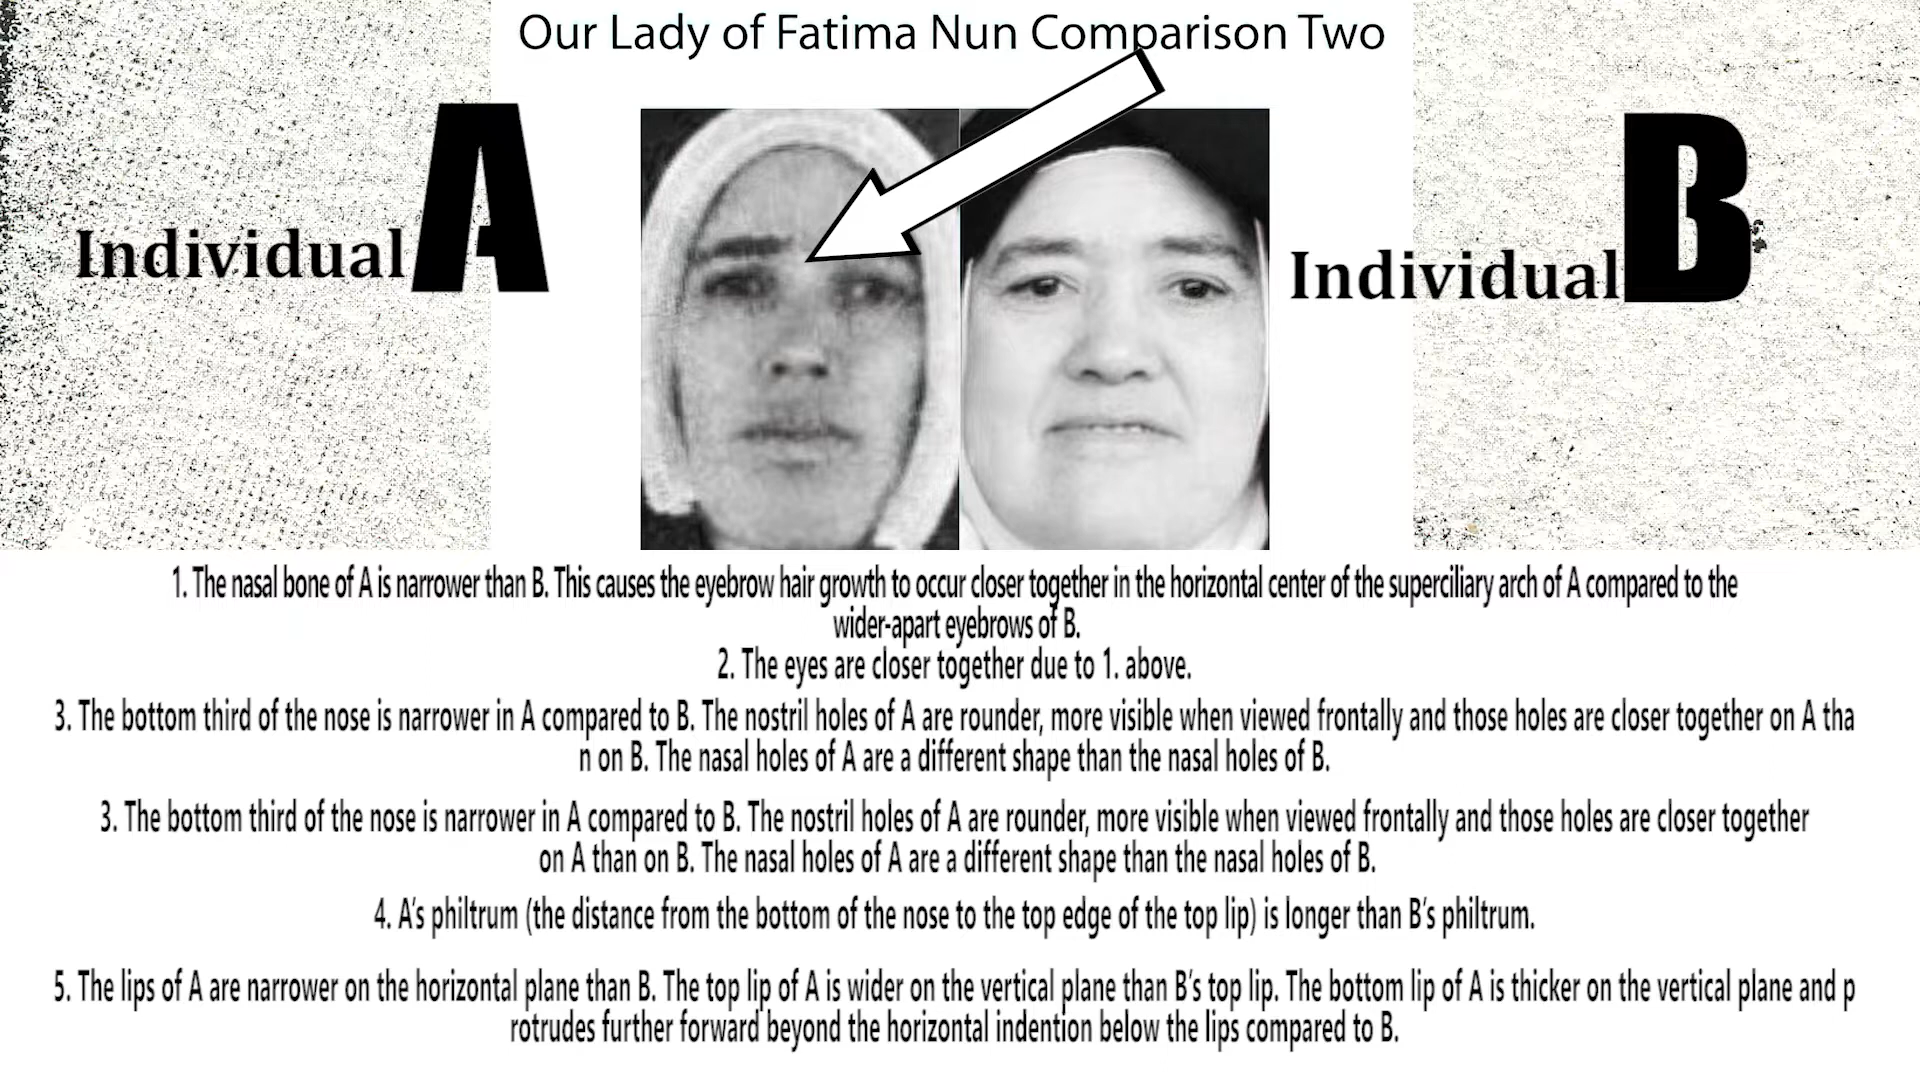 Our Lady of Fatima Nun Comparison Two
Individual A
Individual B
1. The nasal bone of A is narrower than B. This causes the eyebrow hair growth to occur closer together in the horizontal center of the superciliary arch of A compared to the
wider-apart eyebrows of B.
2. The eyes are closer together due to 1. above.
3. The bottom third of the nose is narrower in A compared to B. The nostril holes of A are rounder, more visible when viewed frontally and those holes are closer together on A tha
n on B. The nasal holes of A are a different shape than the nasal holes of B.
3. The bottom third of the nose is narrower in A compared to B. The nostril holes of A are rounder, more visible when viewed frontally and those holes are closer together
on A than on B. The nasal holes of A are a different shape than the nasal holes of B.
4. A's philtrum (the distance from the bottom of the nose to the top edge of the top lip) is longer than B's philtrum.
5. The lips of A are narrower on the horizontal plane than B. The top lip of A is wider on the vertical plane than B's top lip. The bottom lip of A is thicker on the vertical plane and p
rotrudes further forward beyond the horizontal indention below the lips compared to B.